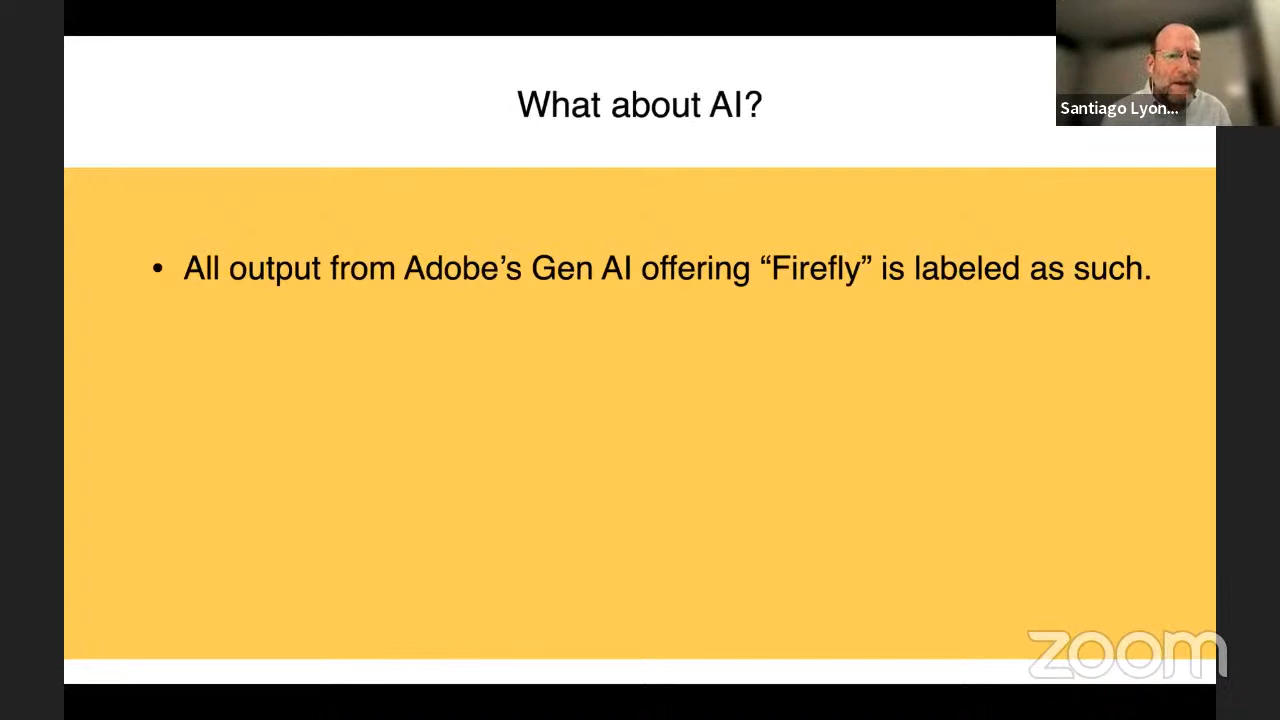 What about AI?
Santiago Lyon...
• All output from Adobe’s Gen AI offering “Firefly” is labeled as such.
zoom